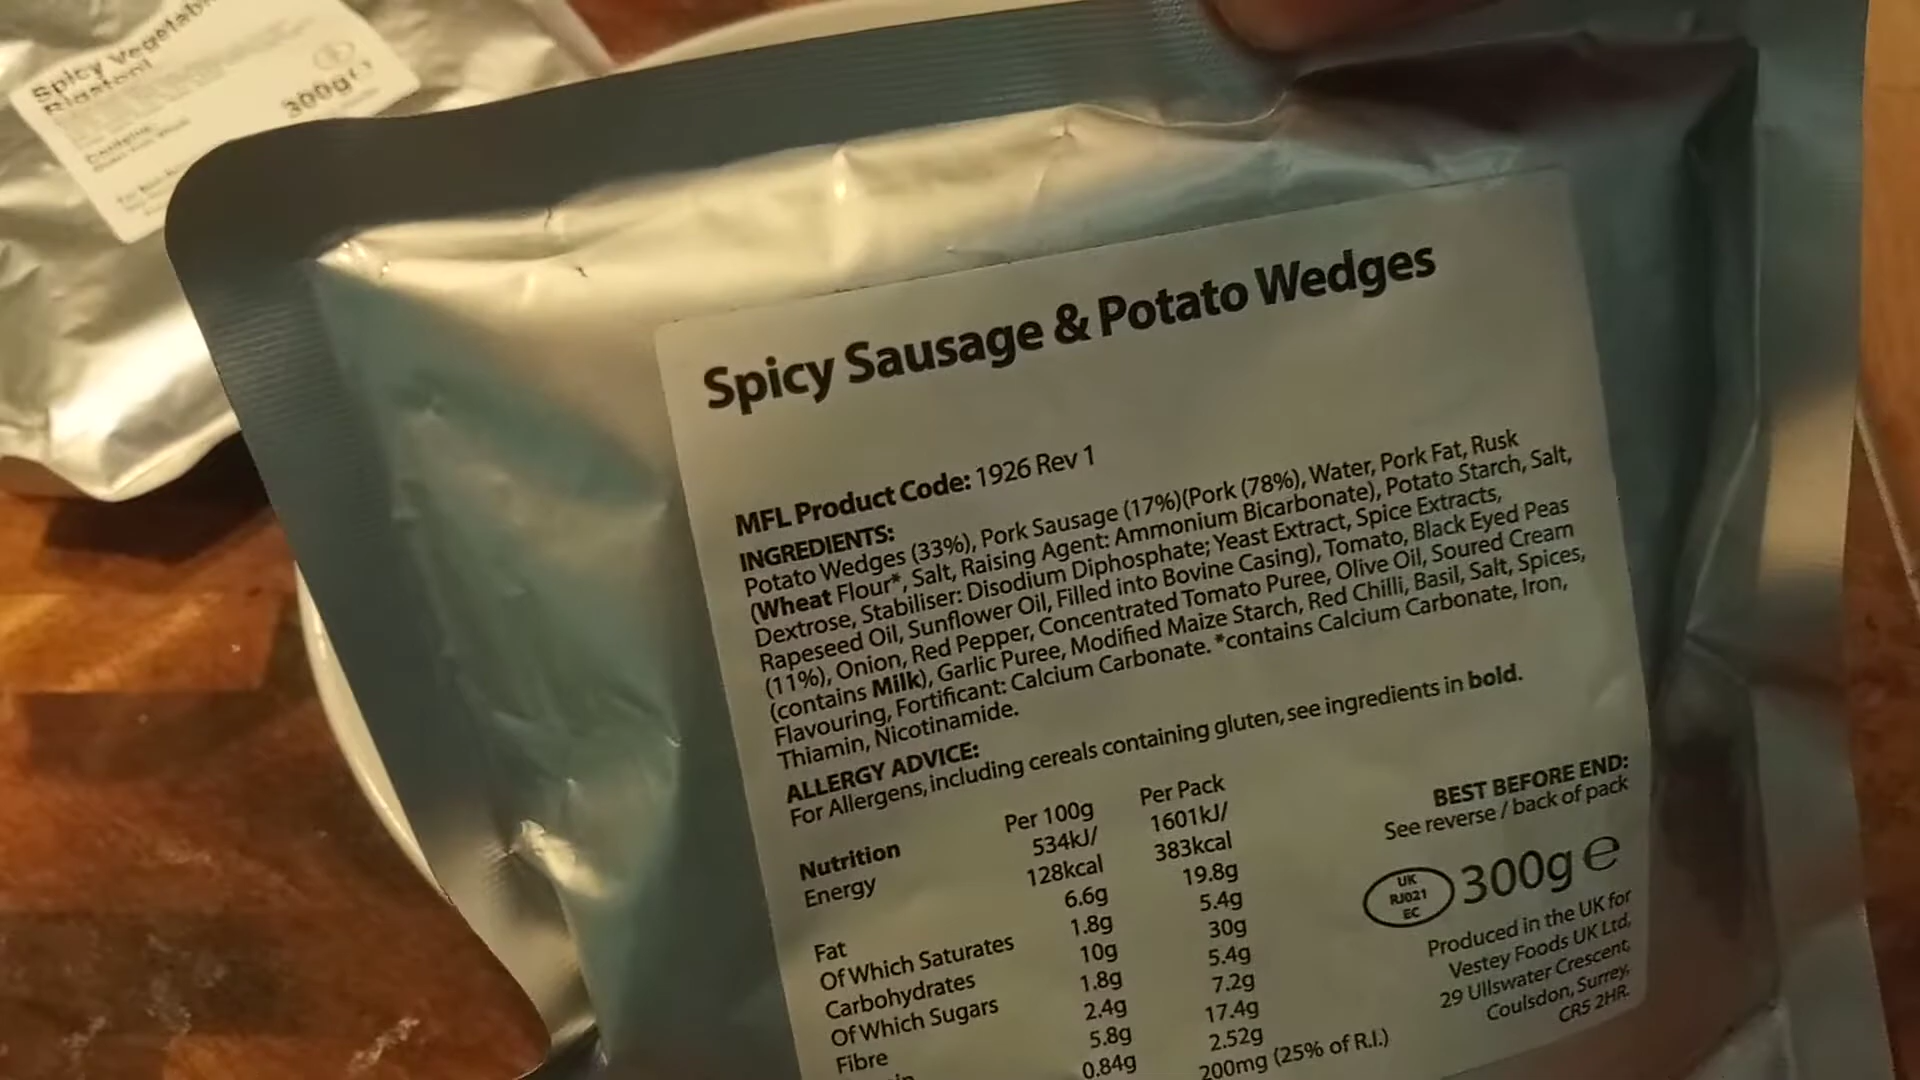 Spicy Vegetab
Rigatoni
300g
Spicy Sausage & Potato Wedges
MFL Product Code: 1926 Rev 1
INGREDIENTS:
Potato Wedges (33%), Pork Sausage (17%)(Pork (78%), Water, Pork Fat, Rusk
(Wheat Flour*, Salt, Raising Agent: Ammonium Bicarbonate), Potato Starch, Salt,
Dextrose, Stabiliser: Disodium Diphosphate; Yeast Extract, Spice Extracts,
Rapeseed Oil, Sunflower Oil, Filled into Bovine Casing), Tomato, Black Eyed Peas
(11%), Onion, Red Pepper, Concentrated Tomato Puree, Olive Oil, Soured Cream
(contains Milk), Garlic Puree, Modified Maize Starch, Red Chilli, Basil, Salt, Spices,
Flavouring, Fortificant: Calcium Carbonate. *contains Calcium Carbonate, Iron,
Thiamin, Nicotinamide.
ALLERGY ADVICE:
For Allergens, including cereals containing gluten, see ingredients in bold.
Nutrition Per 100g Per Pack
Energy 534kJ/ 1601kJ/
128kcal 383kcal
Fat 6.6g 19.8g
Of Which Saturates 1.8g 5.4g
Carbohydrates 10g 30g
Of Which Sugars 1.8g 5.4g
Fibre 2.4g 7.2g
5.8g 17.4g
0.84g 2.52g
200mg (25% of R.I.)
BEST BEFORE END:
See reverse / back of pack
UK
RJ021
EC
300g e
Produced in the UK for
Vestey Foods UK Ltd,
29 Ullswater Crescent,
Coulsdon, Surrey,
CR5 2HR.